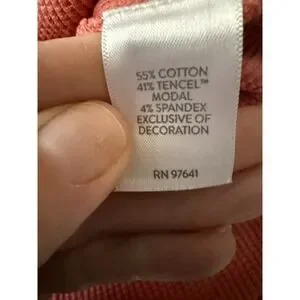 55% COTTON
41% TENCEL™
MODAL
4% SPANDEX
EXCLUSIVE OF
DECORATION
RN 97641